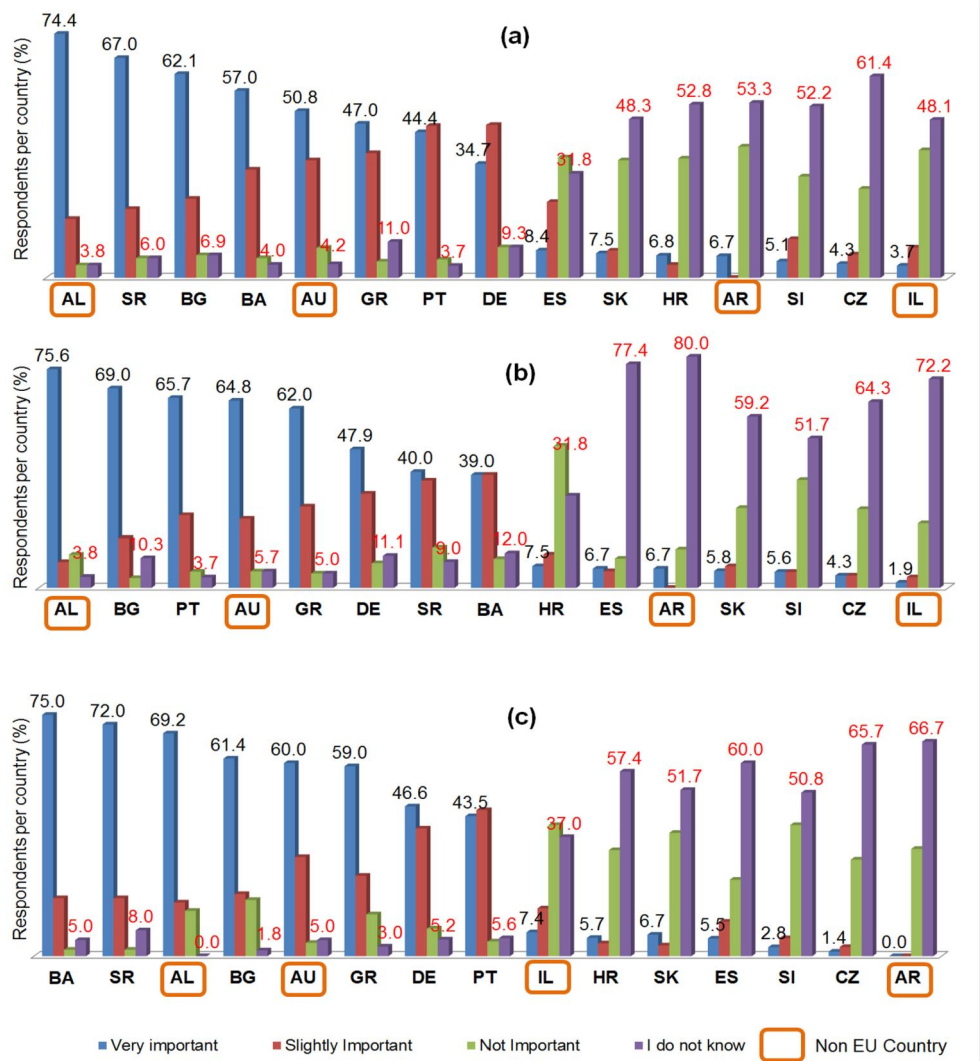 Respondents per country (%)
(a)
74.4 67.0 62.1 57.0 50.8 47.0 44.4 34.7 8.4 7.5 6.8 6.7 5.1 4.3 3.7
3.8 6.0 6.9 4.0 4.2 11.0 3.7 9.3 31.8 48.3 52.8 53.3 52.2 61.4 48.1
AL SR BG BA AU GR PT DE ES SK HR AR SI CZ IL
Respondents per country (%)
(b)
75.6 69.0 65.7 64.8 62.0 47.9 40.0 39.0 7.5 6.7 6.7 5.8 5.6 4.3 1.9
3.8 10.3 3.7 5.7 5.0 11.1 9.0 12.0 31.8 77.4 80.0 59.2 51.7 64.3 72.2
AL BG PT AU GR DE SR BA HR ES AR SK SI CZ IL
Respondents per country (%)
(c)
75.0 72.0 69.2 61.4 60.0 59.0 46.6 43.5 7.4 5.7 6.7 5.5 2.8 1.4 0.0
5.0 8.0 0.0 1.8 5.0 3.0 5.2 5.6 37.0 57.4 51.7 60.0 50.8 65.7 66.7
BA SR AL BG AU GR DE PT IL HR SK ES SI CZ AR
Very important Slightly Important Not Important I do not know Non EU Country